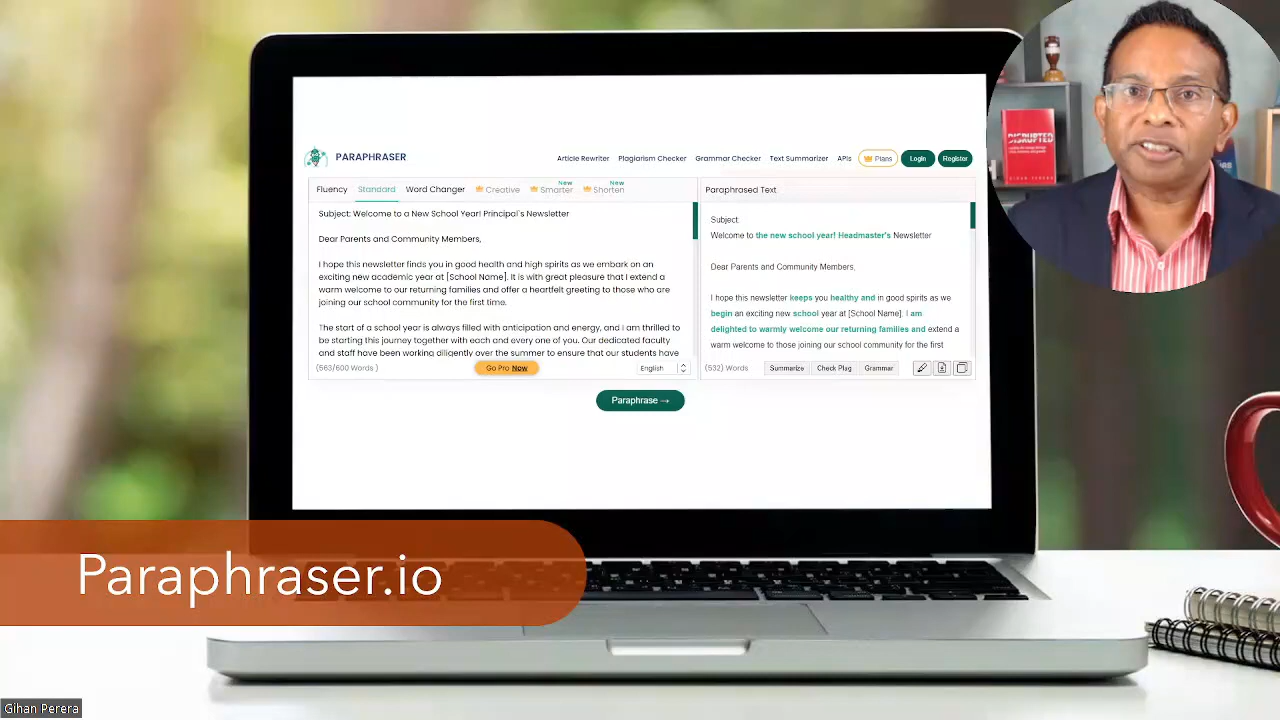 PARAPHRASER
Article Rewriter Plagiarism Checker Grammar Checker Text Summarizer APIs Plans Login Register
Fluency Standard Word Changer Creative New Smarter New Shorten
Subject: Welcome to a New School Year! Principal's Newsletter
Dear Parents and Community Members,
I hope this newsletter finds you in good health and high spirits as we embark on an
exciting new academic year at [School Name]. It is with great pleasure that I extend a
warm welcome to our returning families and offer a heartfelt greeting to those who are
joining our school community for the first time.
The start of a school year is always filled with anticipation and energy, and I am thrilled to
be starting this journey together with each and every one of you. Our dedicated faculty
and staff have been working diligently over the summer to ensure that our students have
(563/600 Words )
Go Pro Now
English
Paraphrased Text
Subject:
Welcome to the new school year! Headmaster's Newsletter
Dear Parents and Community Members,
I hope this newsletter keeps you healthy and in good spirits as we
begin an exciting new school year at [School Name]. I am
delighted to warmly welcome our returning families and extend a
warm welcome to those joining our school community for the first
(532) Words
Summarize Check Plag Grammar
Paraphrase →
DISRUPTED
Paraphraser.io
Gihan Perera